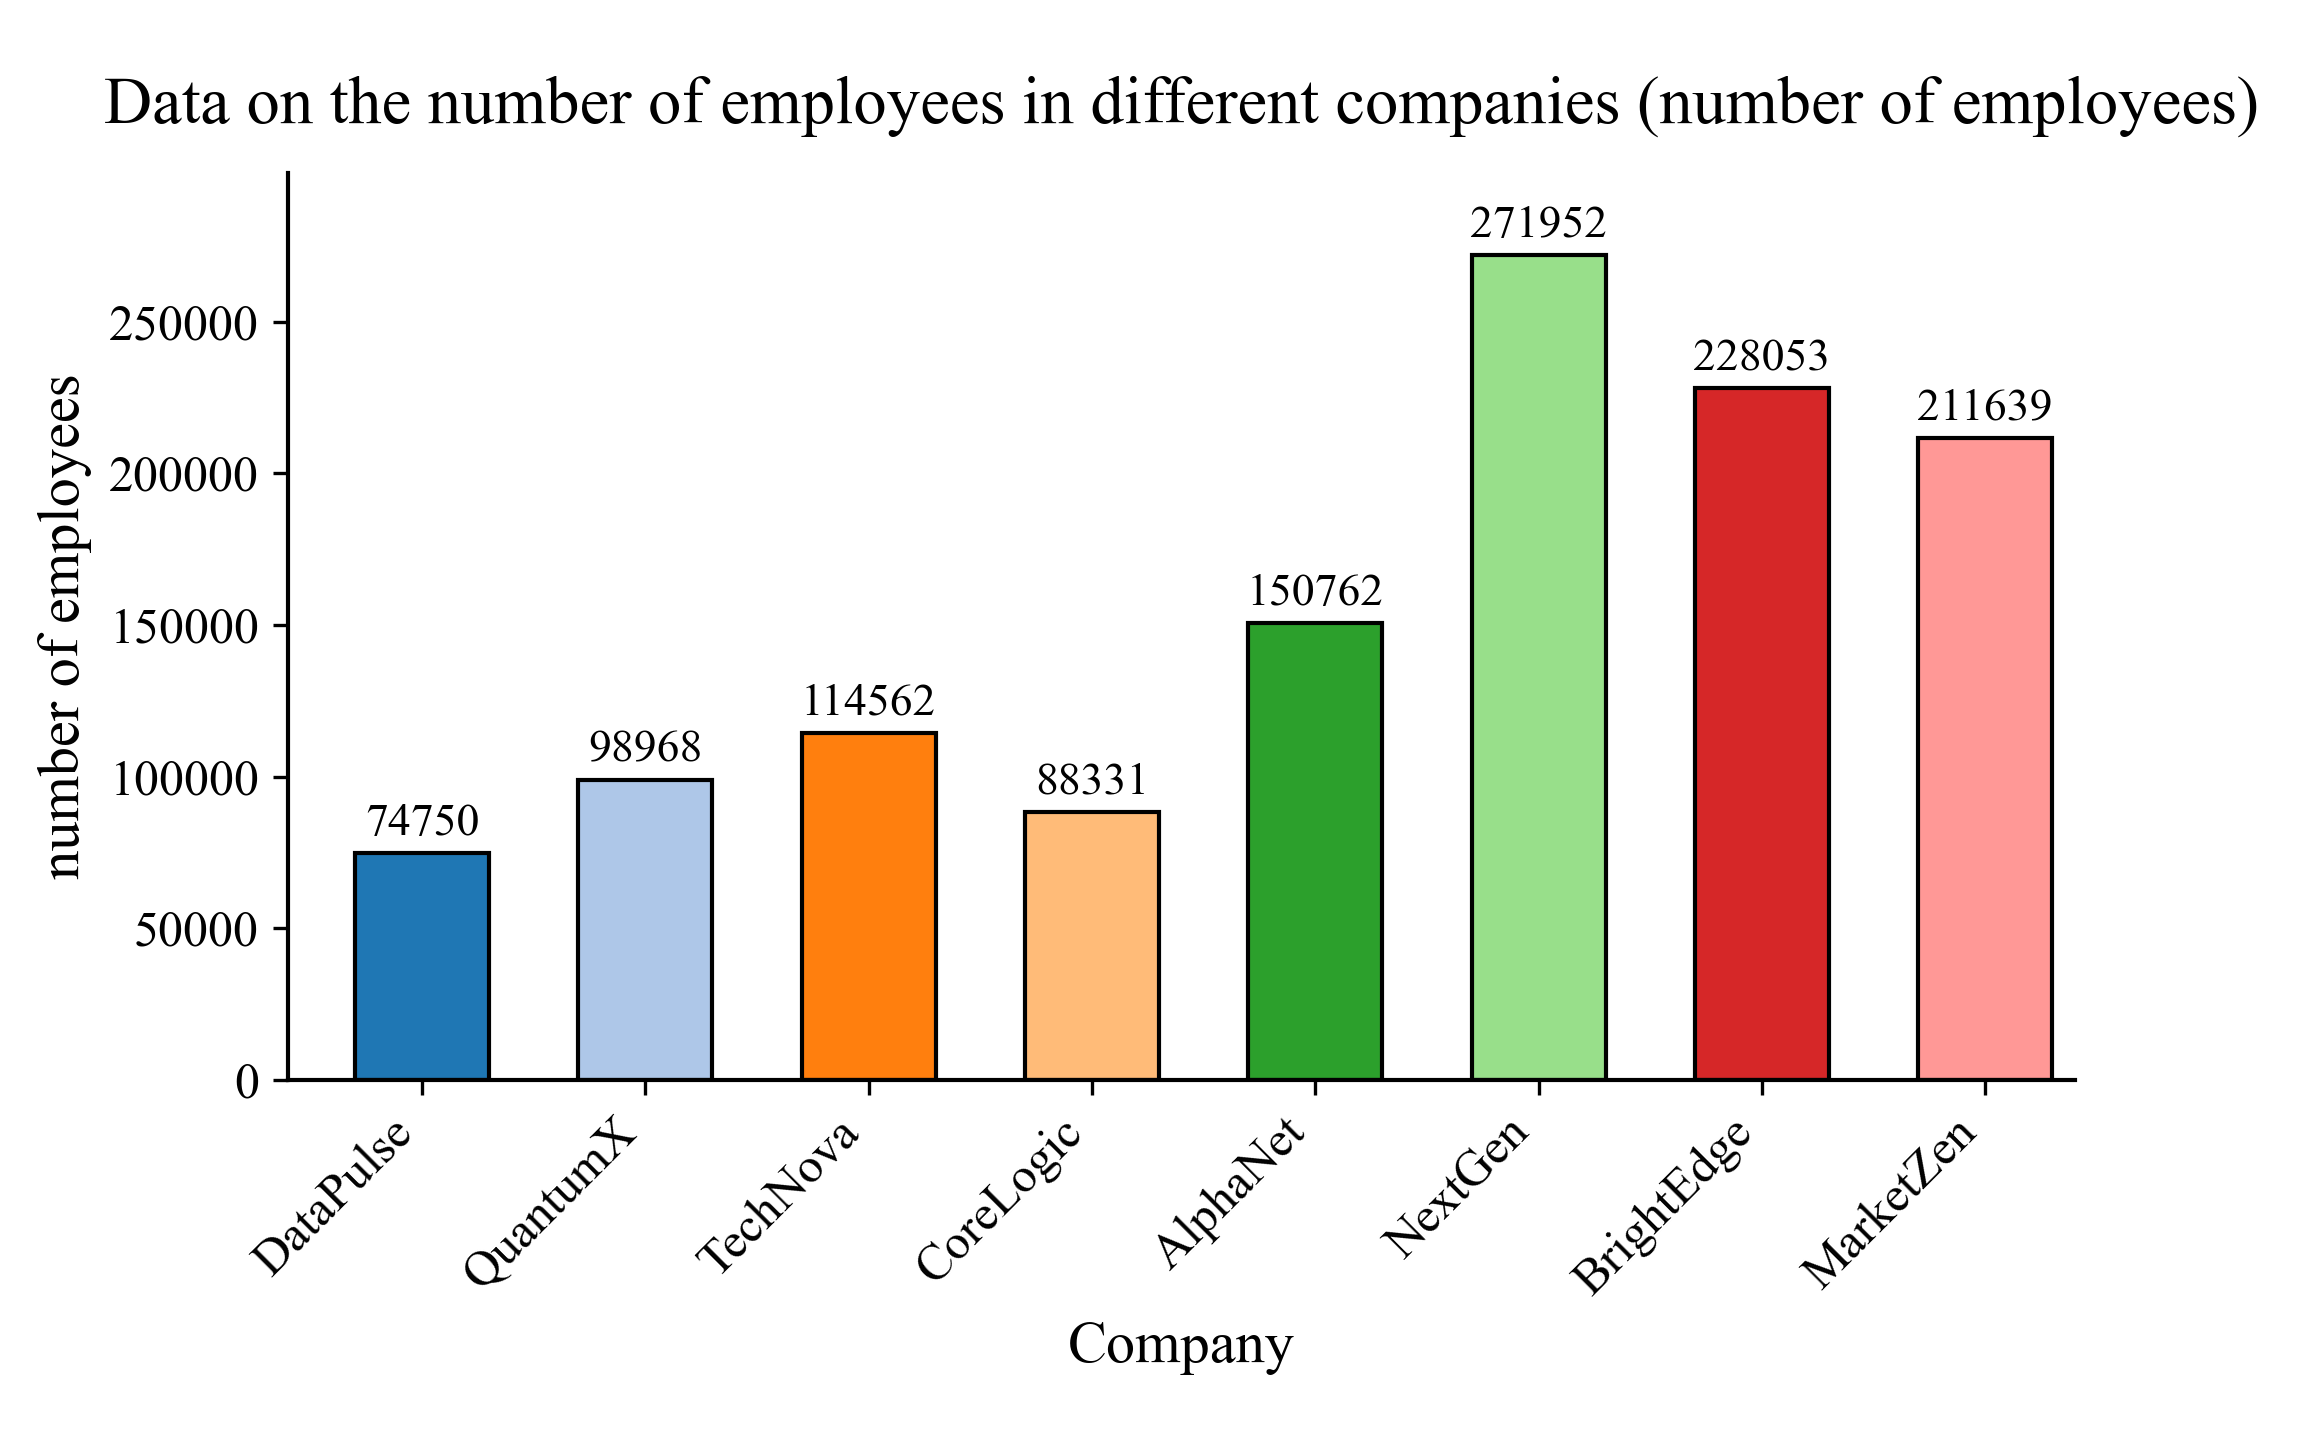 Data on the number of employees in different companies (number of employees)
number of employees
250000
200000
150000
100000
50000
0
74750
98968
114562
88331
150762
271952
228053
211639
DataPulse
QuantumX
TechNova
CoreLogic
AlphaNet
NextGen
BrightEdge
MarketZen
Company